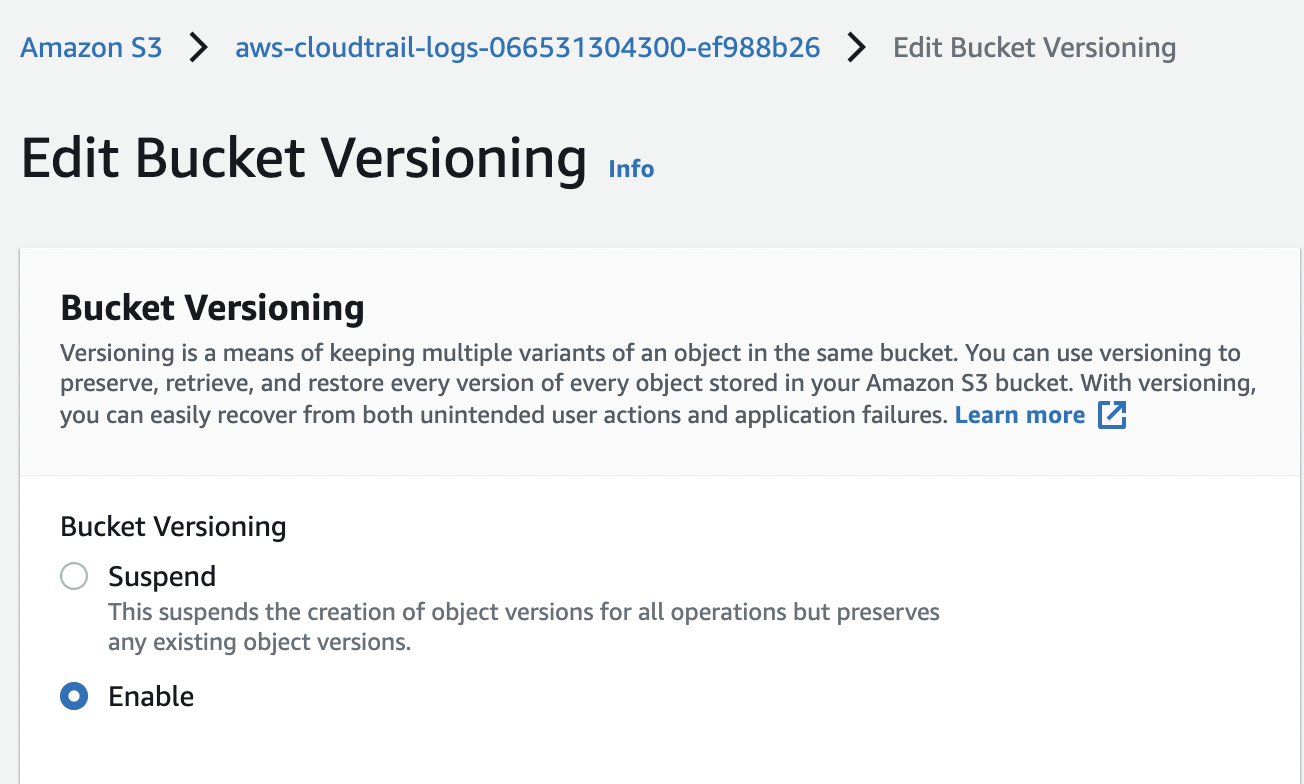 Amazon S3 > aws-cloudtrail-logs-066531304300-ef988b26 > Edit Bucket Versioning
Edit Bucket Versioning Info
Bucket Versioning
Versioning is a means of keeping multiple variants of an object in the same bucket. You can use versioning to
preserve, retrieve, and restore every version of every object stored in your Amazon S3 bucket. With versioning,
you can easily recover from both unintended user actions and application failures. Learn more
Bucket Versioning
Suspend
This suspends the creation of object versions for all operations but preserves
any existing object versions.
Enable